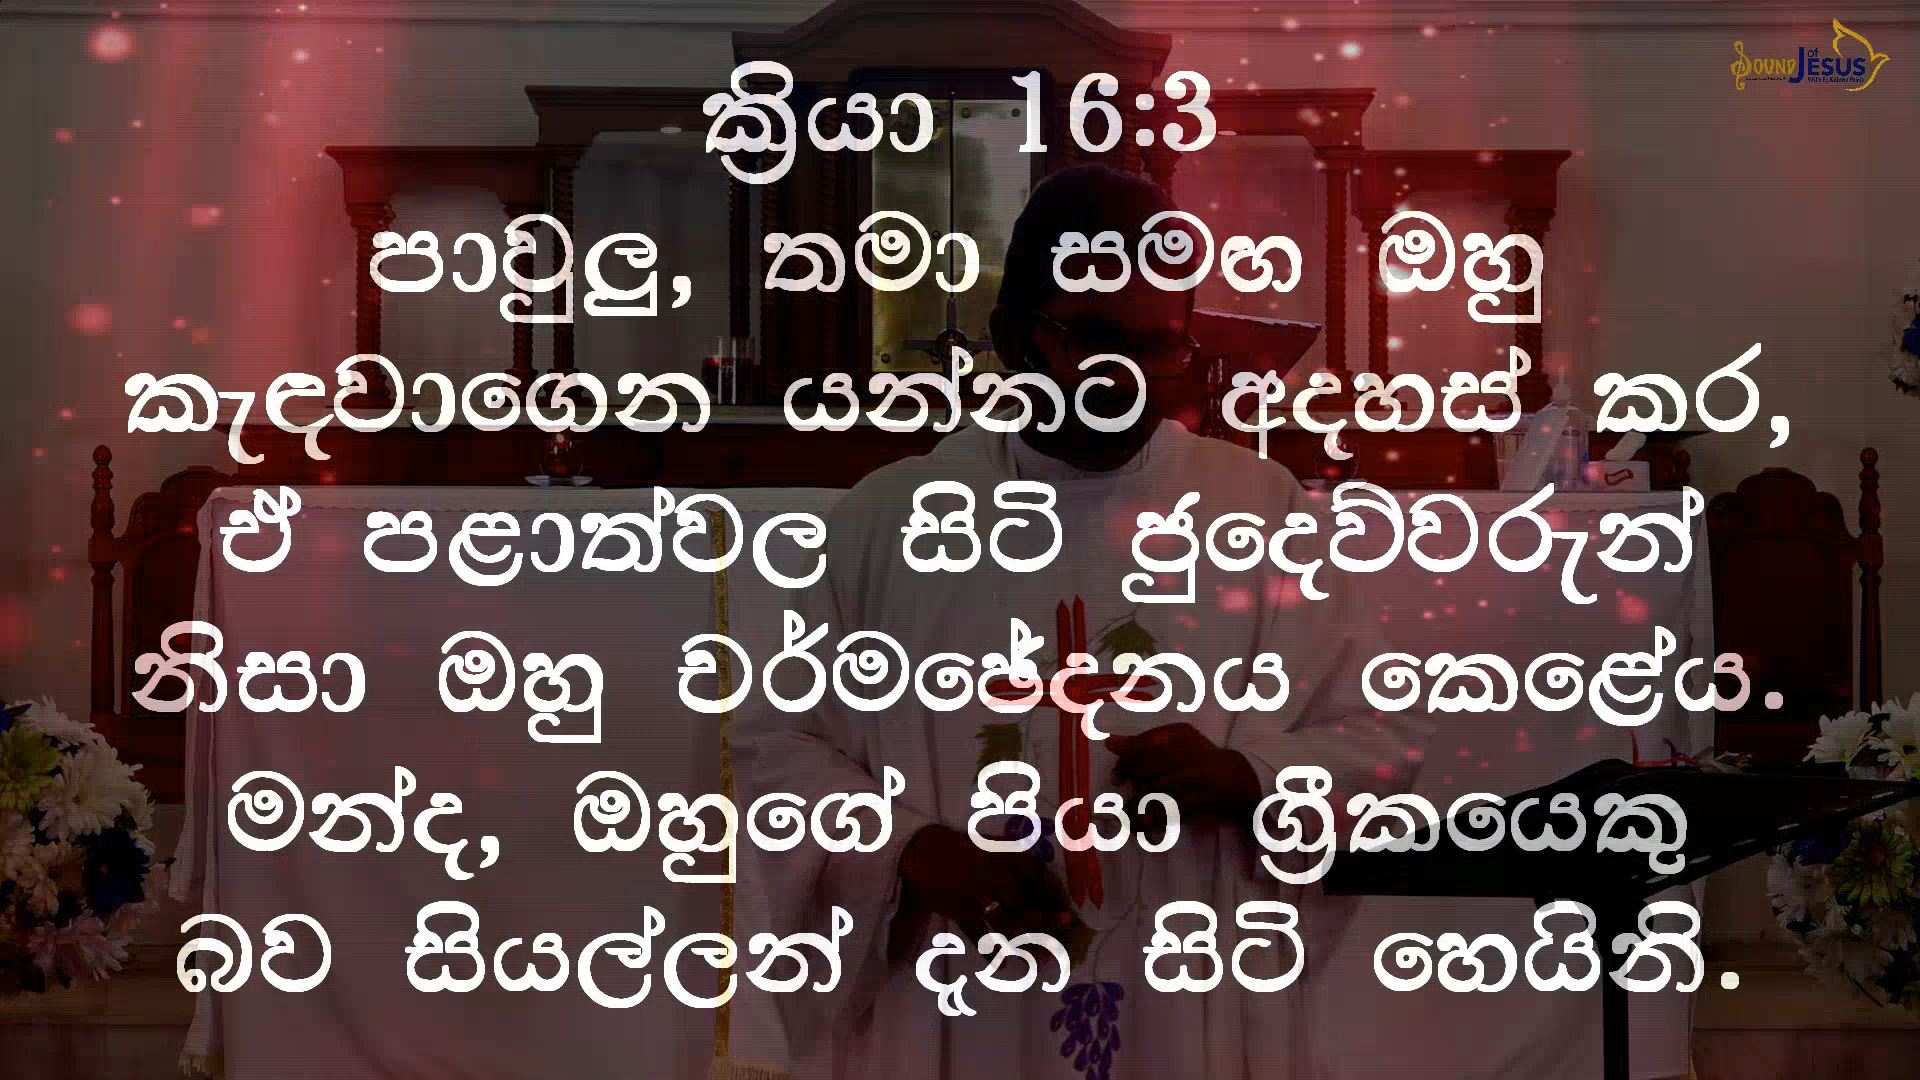 ක්‍රියා 16:3
පාවුලු, තමා සමඟ ඔහු
කැඳවාගෙන යන්නට අදහස් කර,
ඒ පළාත්වල සිටි ජුදෙව්වරුන්
නිසා ඔහු චර්මඡේදනය කෙළේය.
මන්ද, ඔහුගේ පියා ග්‍රීකයෙකු
බව සියල්ලන් දැන සිටි හෙයිනි.
SOUND of JESUS